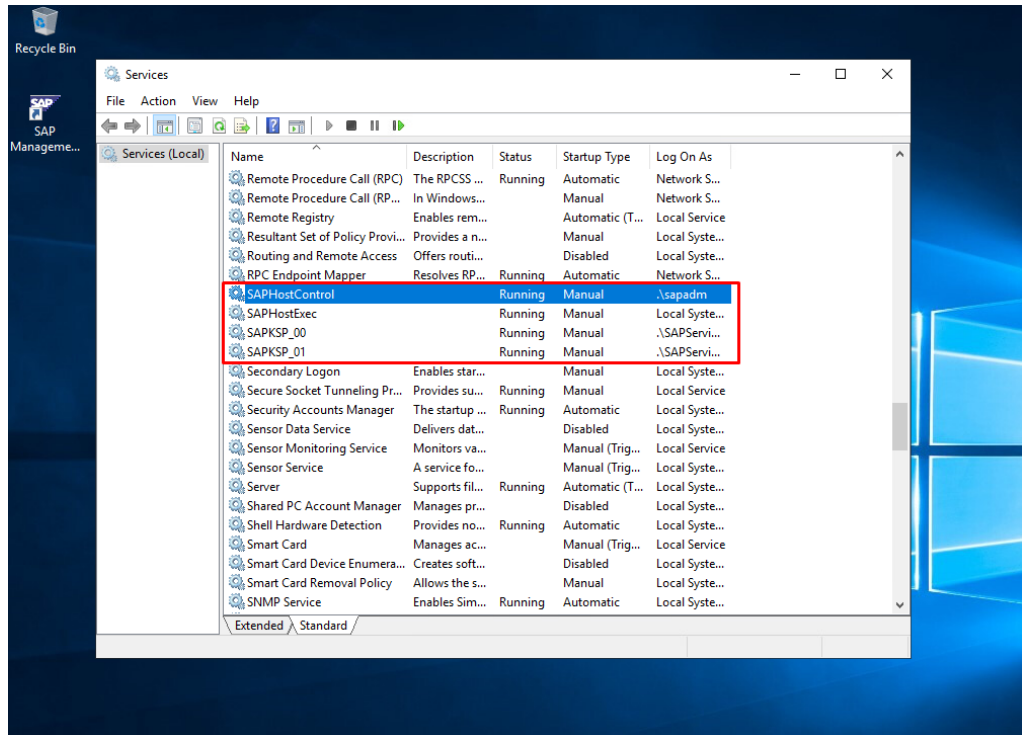 Recycle Bin
SAP
SAP
Manageme...
Services
File Action View Help
Services (Local)
Name Description Status Startup Type Log On As
Remote Procedure Call (RPC) The RPCSS ... Running Automatic Network S...
Remote Procedure Call (RP... In Windows... Manual Network S...
Remote Registry Enables rem... Automatic (T... Local Service
Resultant Set of Policy Provi... Provides a n... Manual Local Syste...
Routing and Remote Access Offers routi... Disabled Local Syste...
RPC Endpoint Mapper Resolves RP... Running Automatic Network S...
SAPHostControl Running Manual .\sapadm
SAPHostExec Running Manual Local Syste...
SAPKSP_00 Running Manual .\SAPServi...
SAPKSP_01 Running Manual .\SAPServi...
Secondary Logon Enables star... Manual Local Syste...
Secure Socket Tunneling Pr... Provides su... Running Manual Local Service
Security Accounts Manager The startup ... Running Automatic Local Syste...
Sensor Data Service Delivers dat... Disabled Local Syste...
Sensor Monitoring Service Monitors va... Manual (Trig... Local Service
Sensor Service A service fo... Manual (Trig... Local Syste...
Server Supports fil... Running Automatic (T... Local Syste...
Shared PC Account Manager Manages pr... Disabled Local Syste...
Shell Hardware Detection Provides no... Running Automatic Local Syste...
Smart Card Manages ac... Manual (Trig... Local Service
Smart Card Device Enumera... Creates soft... Disabled Local Syste...
Smart Card Removal Policy Allows the s... Manual Local Syste...
SNMP Service Enables Sim... Running Automatic Local Syste...
Extended Standard